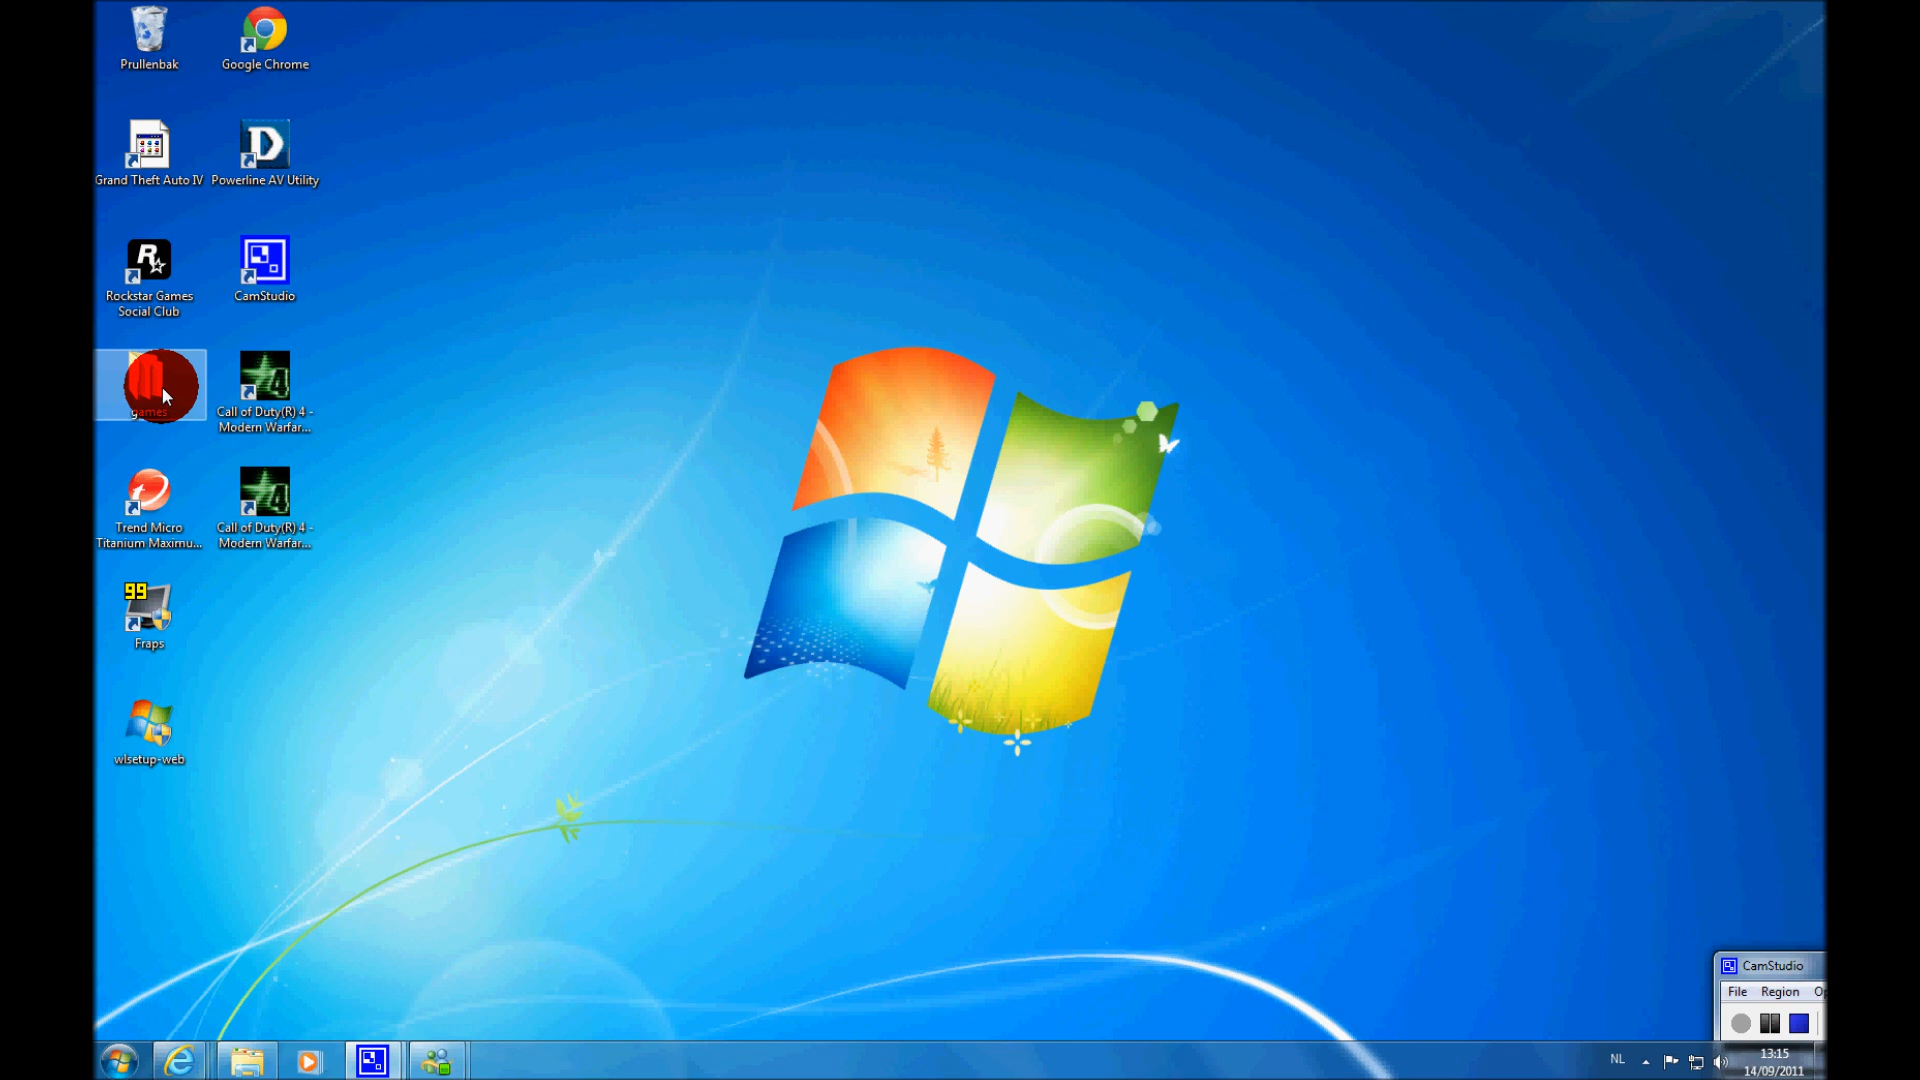 Prullenbak
Google Chrome
Grand Theft Auto IV
Powerline AV Utility
Rockstar Games
Social Club
CamStudio
games
Call of Duty(R) 4 -
Modern Warfar...
Trend Micro
Titanium Maximu...
Call of Duty(R) 4 -
Modern Warfar...
99
Fraps
wlsetup-web
CamStudio
File Region Op
NL
13:15
14/09/2011